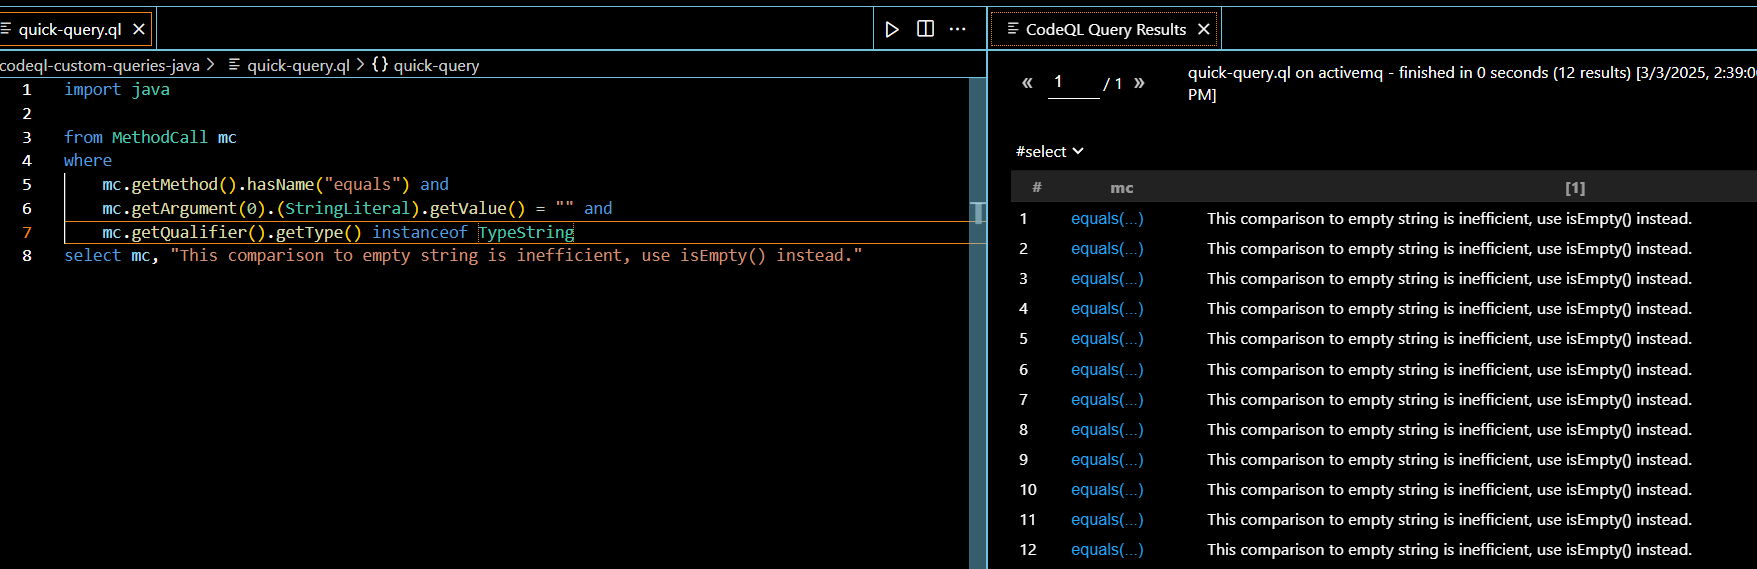 quick-query.ql
codeql-custom-queries-java > quick-query.ql > {} quick-query
1 import java
2
3 from MethodCall mc
4 where
5 mc.getMethod().hasName("equals") and
6 mc.getArgument(0).(StringLiteral).getValue() = "" and
7 mc.getQualifier().getType() instanceof TypeString
8 select mc, "This comparison to empty string is inefficient, use isEmpty() instead."
CodeQL Query Results
« 1 / 1 »
quick-query.ql on activemq - finished in 0 seconds (12 results) [3/3/2025, 2:39:0
PM]
#select
# mc [1]
1 equals(...) This comparison to empty string is inefficient, use isEmpty() instead.
2 equals(...) This comparison to empty string is inefficient, use isEmpty() instead.
3 equals(...) This comparison to empty string is inefficient, use isEmpty() instead.
4 equals(...) This comparison to empty string is inefficient, use isEmpty() instead.
5 equals(...) This comparison to empty string is inefficient, use isEmpty() instead.
6 equals(...) This comparison to empty string is inefficient, use isEmpty() instead.
7 equals(...) This comparison to empty string is inefficient, use isEmpty() instead.
8 equals(...) This comparison to empty string is inefficient, use isEmpty() instead.
9 equals(...) This comparison to empty string is inefficient, use isEmpty() instead.
10 equals(...) This comparison to empty string is inefficient, use isEmpty() instead.
11 equals(...) This comparison to empty string is inefficient, use isEmpty() instead.
12 equals(...) This comparison to empty string is inefficient, use isEmpty() instead.